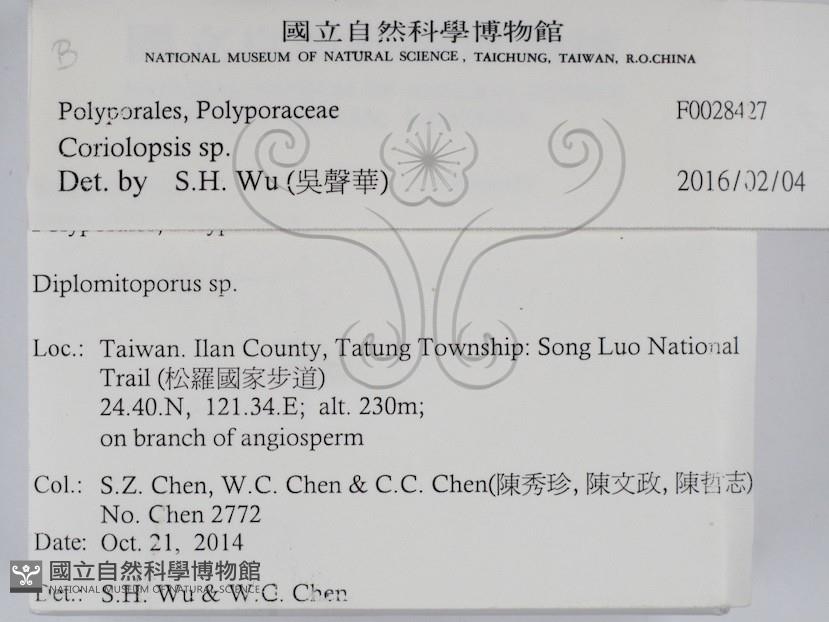 B
國立自然科學博物館
NATIONAL MUSEUM OF NATURAL SCIENCE, TAICHUNG, TAIWAN, R.O.CHINA
Polyporales, Polyporaceae F0028427
Coriolopsis sp.
Det. by S.H. Wu (吳聲華) 2016/02/04
Diplomitoporus sp.
Loc.: Taiwan. Ilan County, Tatung Township: Song Luo National
Trail (松羅國家步道)
24.40.N, 121.34.E; alt. 230m;
on branch of angiosperm
Col.: S.Z. Chen, W.C. Chen & C.C. Chen(陳秀珍, 陳文政, 陳哲志)
No. Chen 2772
Date: Oct. 21, 2014
國立自然科學博物館
NATIONAL MUSEUM OF NATURAL SCIENCE
Det.: S.H. Wu & W.C. Chen